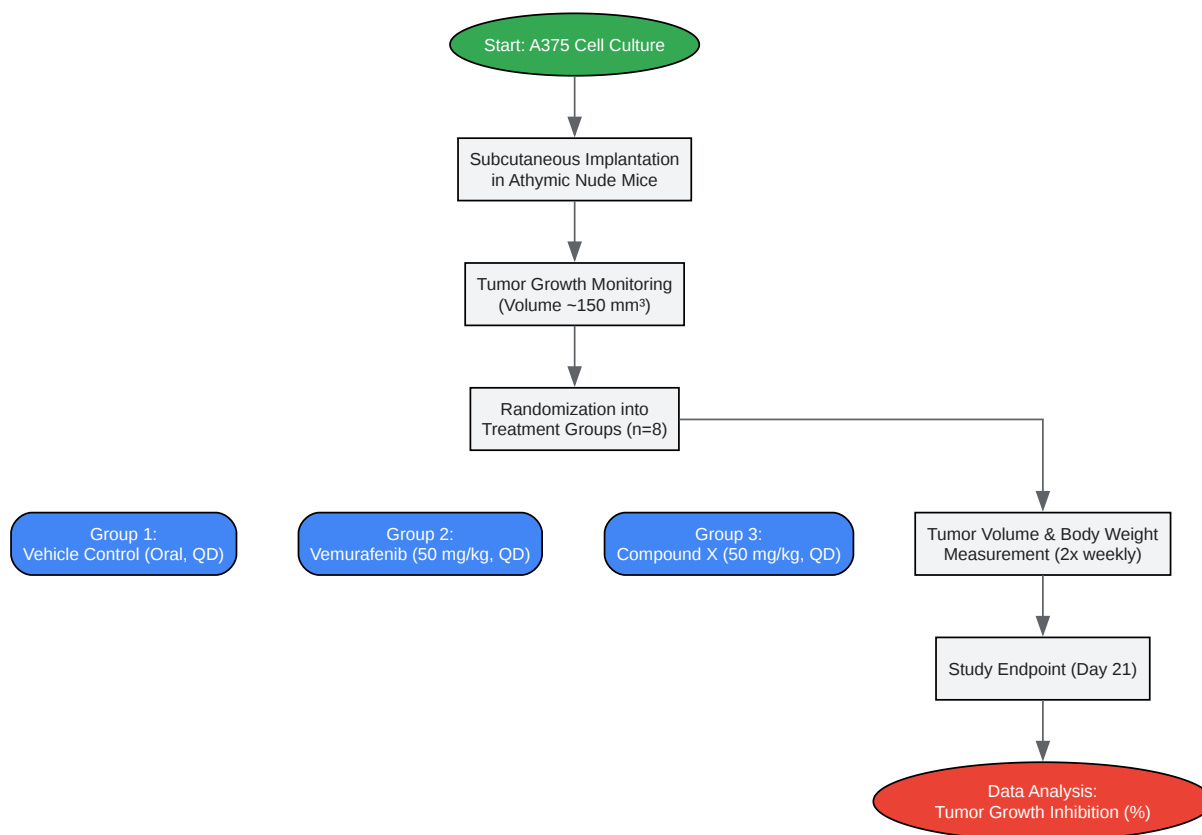 Start: A375 Cell Culture
Subcutaneous Implantation
in Athymic Nude Mice
Tumor Growth Monitoring
(Volume ~150 mm³)
Randomization into
Treatment Groups (n=8)
Group 1:
Vehicle Control (Oral, QD)
Group 2:
Vemurafenib (50 mg/kg, QD)
Group 3:
Compound X (50 mg/kg, QD)
Tumor Volume & Body Weight
Measurement (2x weekly)
Study Endpoint (Day 21)
Data Analysis:
Tumor Growth Inhibition (%)